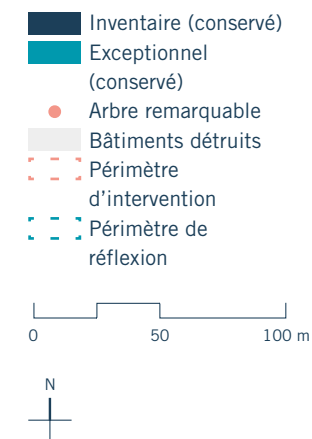 Inventaire (conservé)
Exceptionnel
(conservé)
Arbre remarquable
Bâtiments détruits
Périmètre
d'intervention
Périmètre de
réflexion
0 50 100 m
N